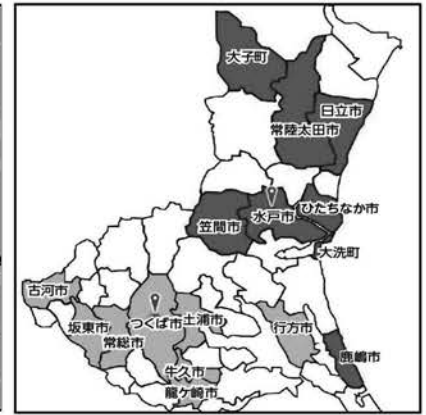 大子町
日立市
常陸太田市
ひたちなか市
水戸市
笠間市
大洗町
古河市
つくば市
土浦市
坂東市
行方市
常総市
鹿嶋市
牛久市
龍ケ崎市